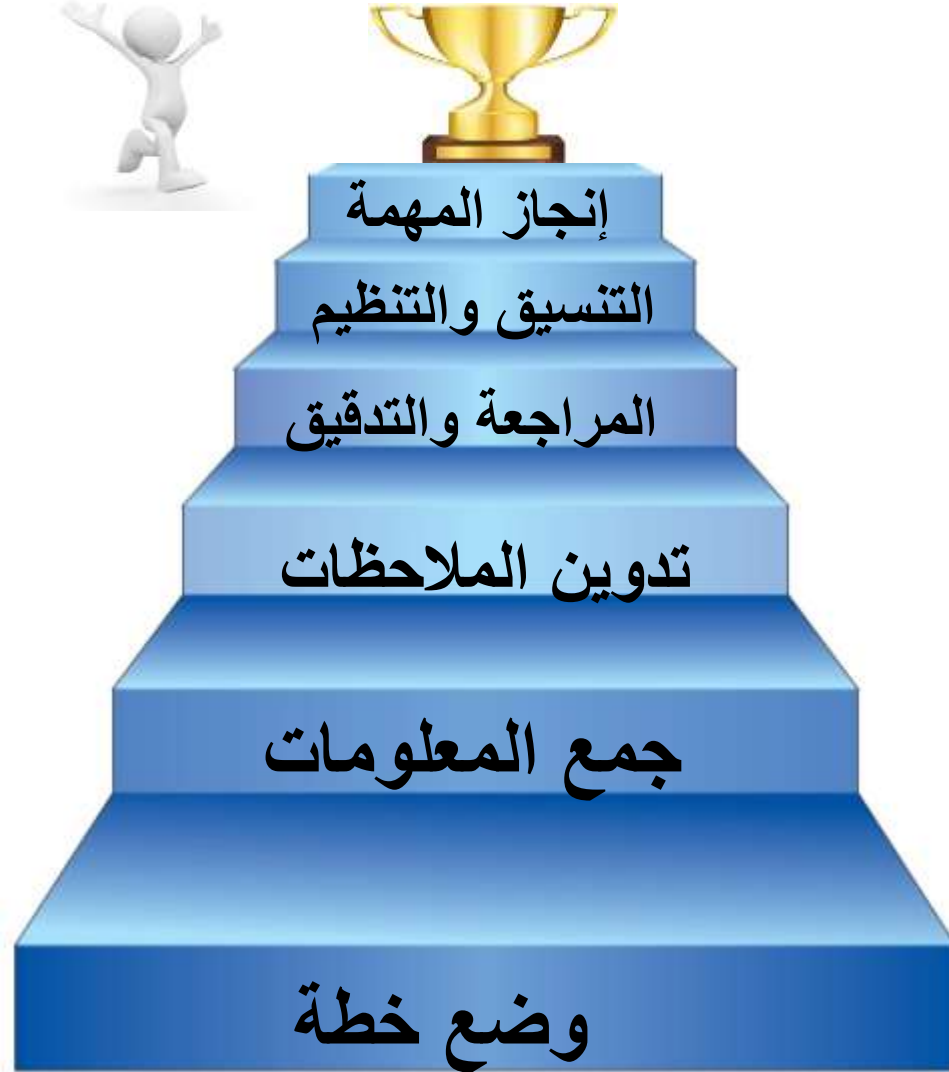 إنجاز المهمة
التنسيق والتنظيم
المراجعة والتدقيق
تدوين الملاحظات
جمع المعلومات
وضع خطة